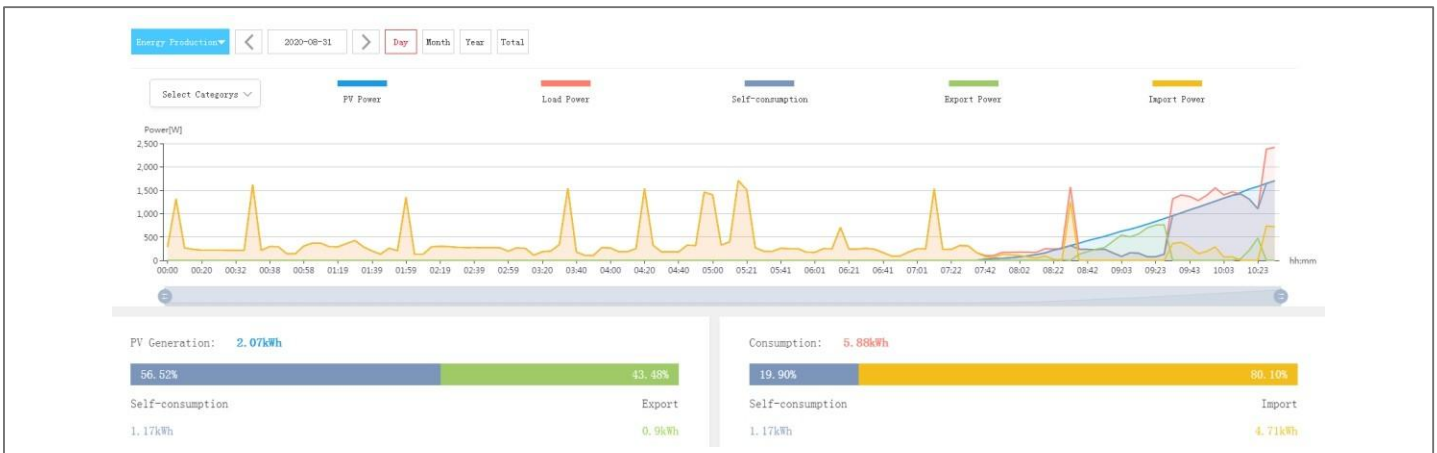 Energy Production▼ 2020-08-31 Day Month Year Total
Select Categorys PV Power Load Power Self-consumption Export Power Import Power
Power[W]
2,500
2,000
1,500
1,000
500
0
00:00 00:20 00:32 00:38 00:58 01:19 01:39 01:59 02:19 02:39 02:59 03:20 03:40 04:00 04:20 04:40 05:00 05:21 05:41 06:01 06:21 06:41 07:01 07:22 07:42 08:02 08:22 08:42 09:03 09:23 09:43 10:03 10:23 hh:mm
PV Generation: 2.07kWh
56.52% 43.48%
Self-consumption Export
1.17kWh 0.9kWh
Consumption: 5.88kWh
19.90% 80.10%
Self-consumption Import
1.17kWh 4.71kWh